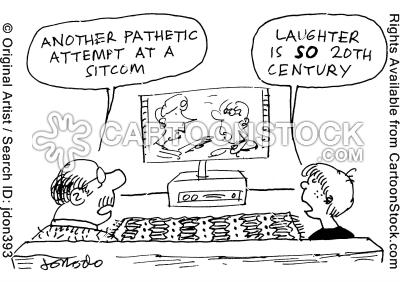 ANOTHER PATHETIC
ATTEMPT AT A
SITCOM
LAUGHTER
IS SO 20TH
CENTURY
CARTOONSTOCK
.com
© Original Artist / Search ID: jdon393
Rights Available from CartoonStock.com